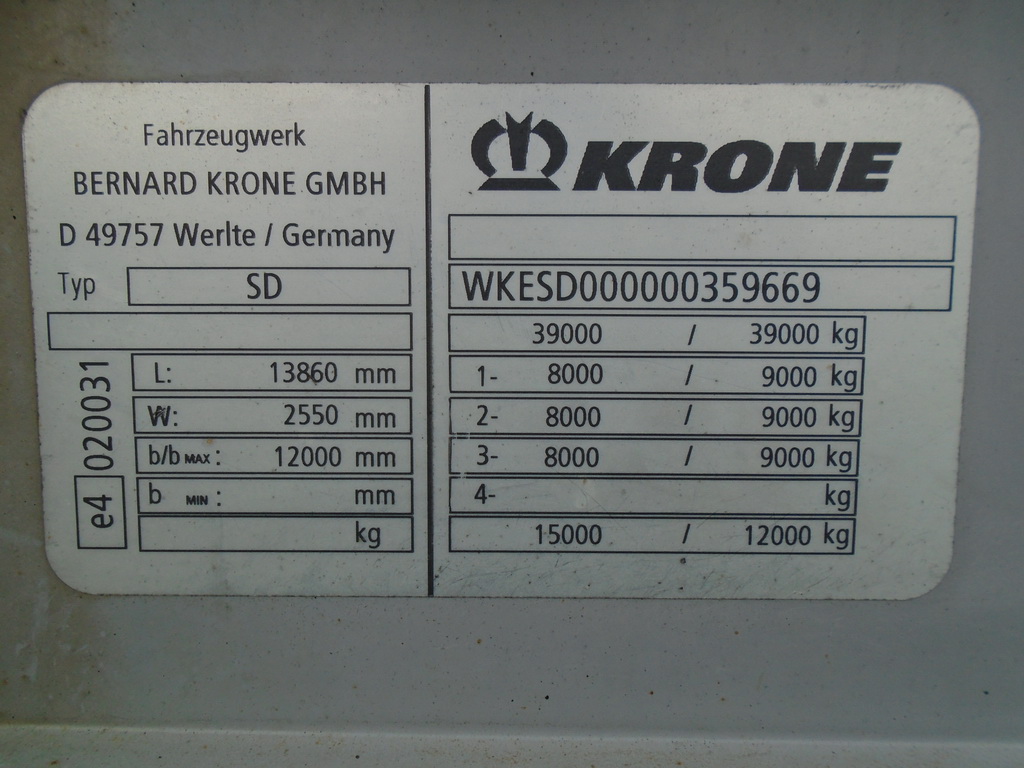 Fahrzeugwerk
BERNARD KRONE GMBH
D 49757 Werlte / Germany
Typ SD
L: 13860 mm
W: 2550 mm
b/b MAX: 12000 mm
b MIN: mm
kg
e4 020031
KRONE
WKESD000000359669
39000 / 39000 kg
1- 8000 / 9000 kg
2- 8000 / 9000 kg
3- 8000 / 9000 kg
4- kg
15000 / 12000 kg